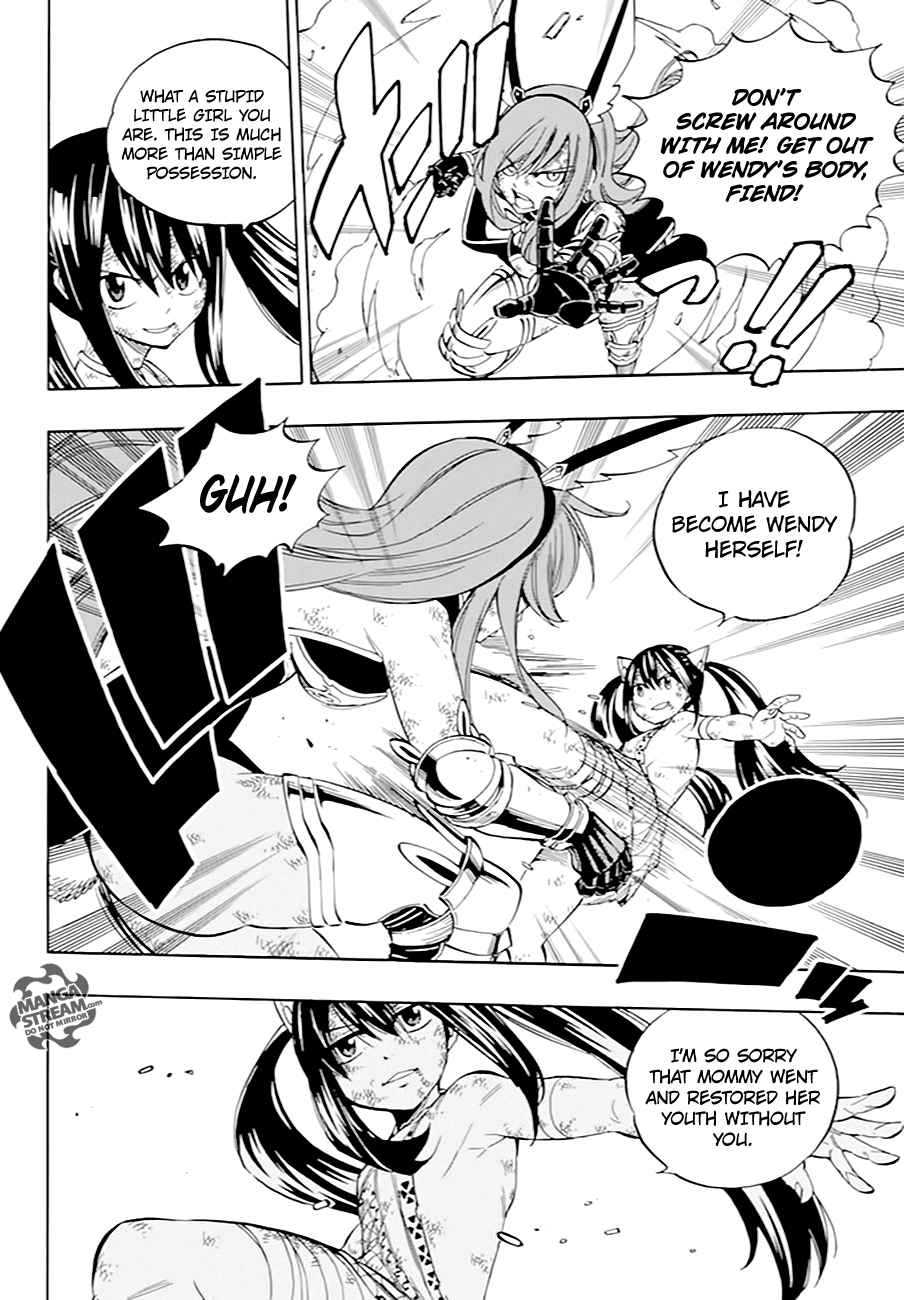 DON'T
SCREW AROUND
WITH ME! GET OUT
OF WENDY'S BODY,
FIEND!
WHAT A STUPID
LITTLE GIRL YOU
ARE. THIS IS MUCH
MORE THAN SIMPLE
POSSESSION.
I HAVE
BECOME WENDY
HERSELF!
GUH!
I'M SO SORRY
THAT MOMMY WENT
AND RESTORED HER
YOUTH WITHOUT
YOU.
MANGA
STREAM.com
DO NOT MIRROR